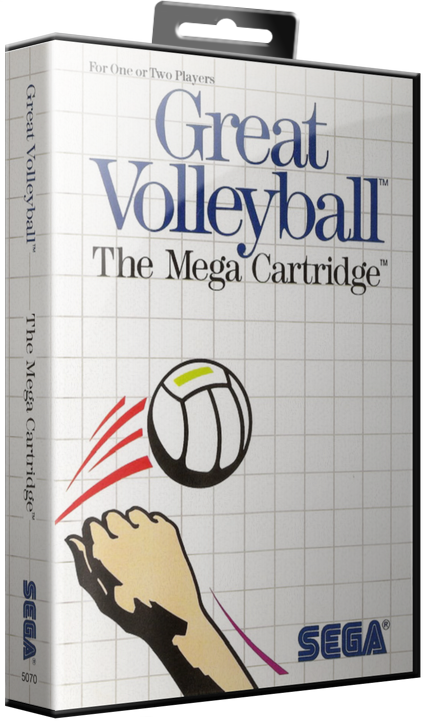 For One or Two Players
Great
Volleyball™
The Mega Cartridge™
SEGA®
Great Volleyball™
The Mega Cartridge™
SEGA®
5070